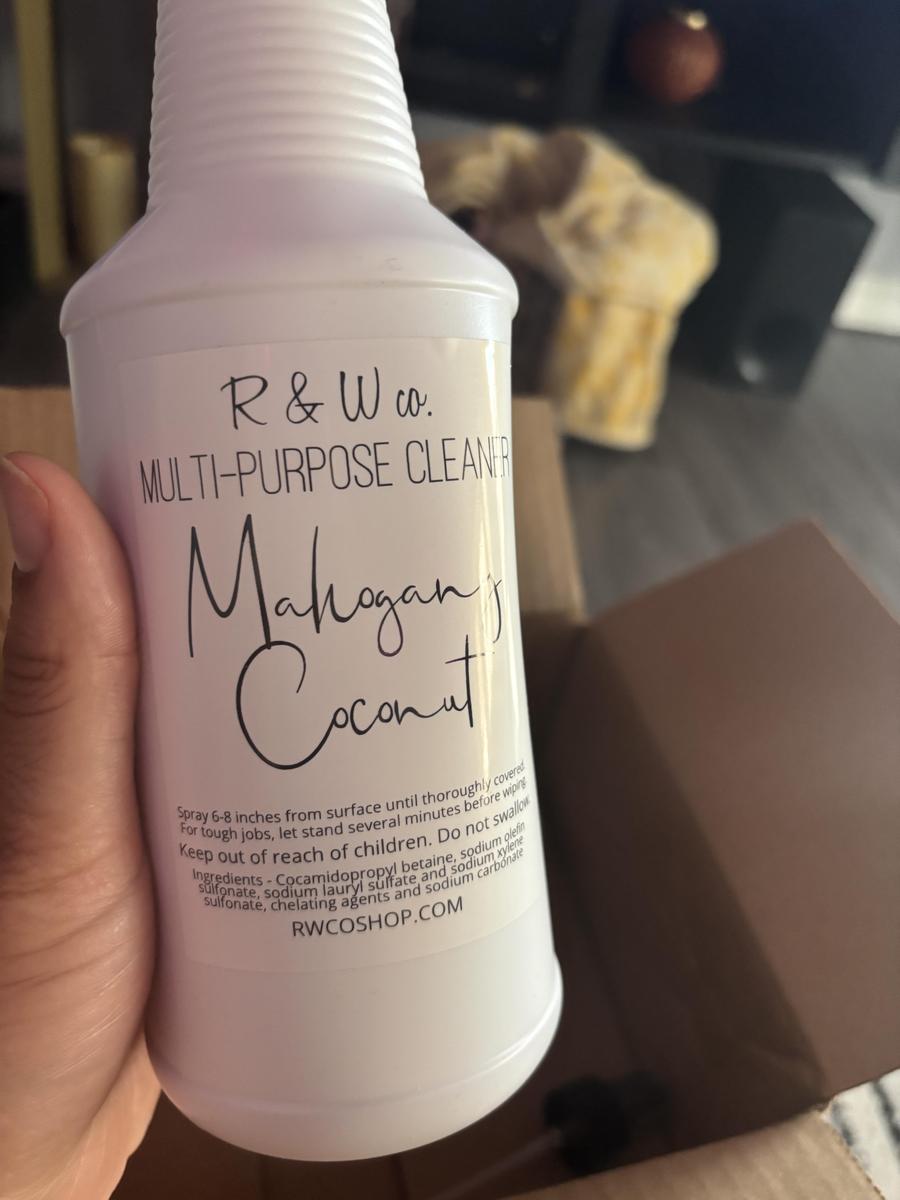 R & W co.
MULTI-PURPOSE CLEANER
Mahogany
Coconut
Spray 6-8 inches from surface until thoroughly covered.
For tough jobs, let stand several minutes before wiping.
Keep out of reach of children. Do not swallow.
Ingredients - Cocamidopropyl betaine, sodium olefin
sulfonate, sodium lauryl sulfate and sodium xylene
sulfonate, chelating agents and sodium carbonate
RWCOSHOP.COM